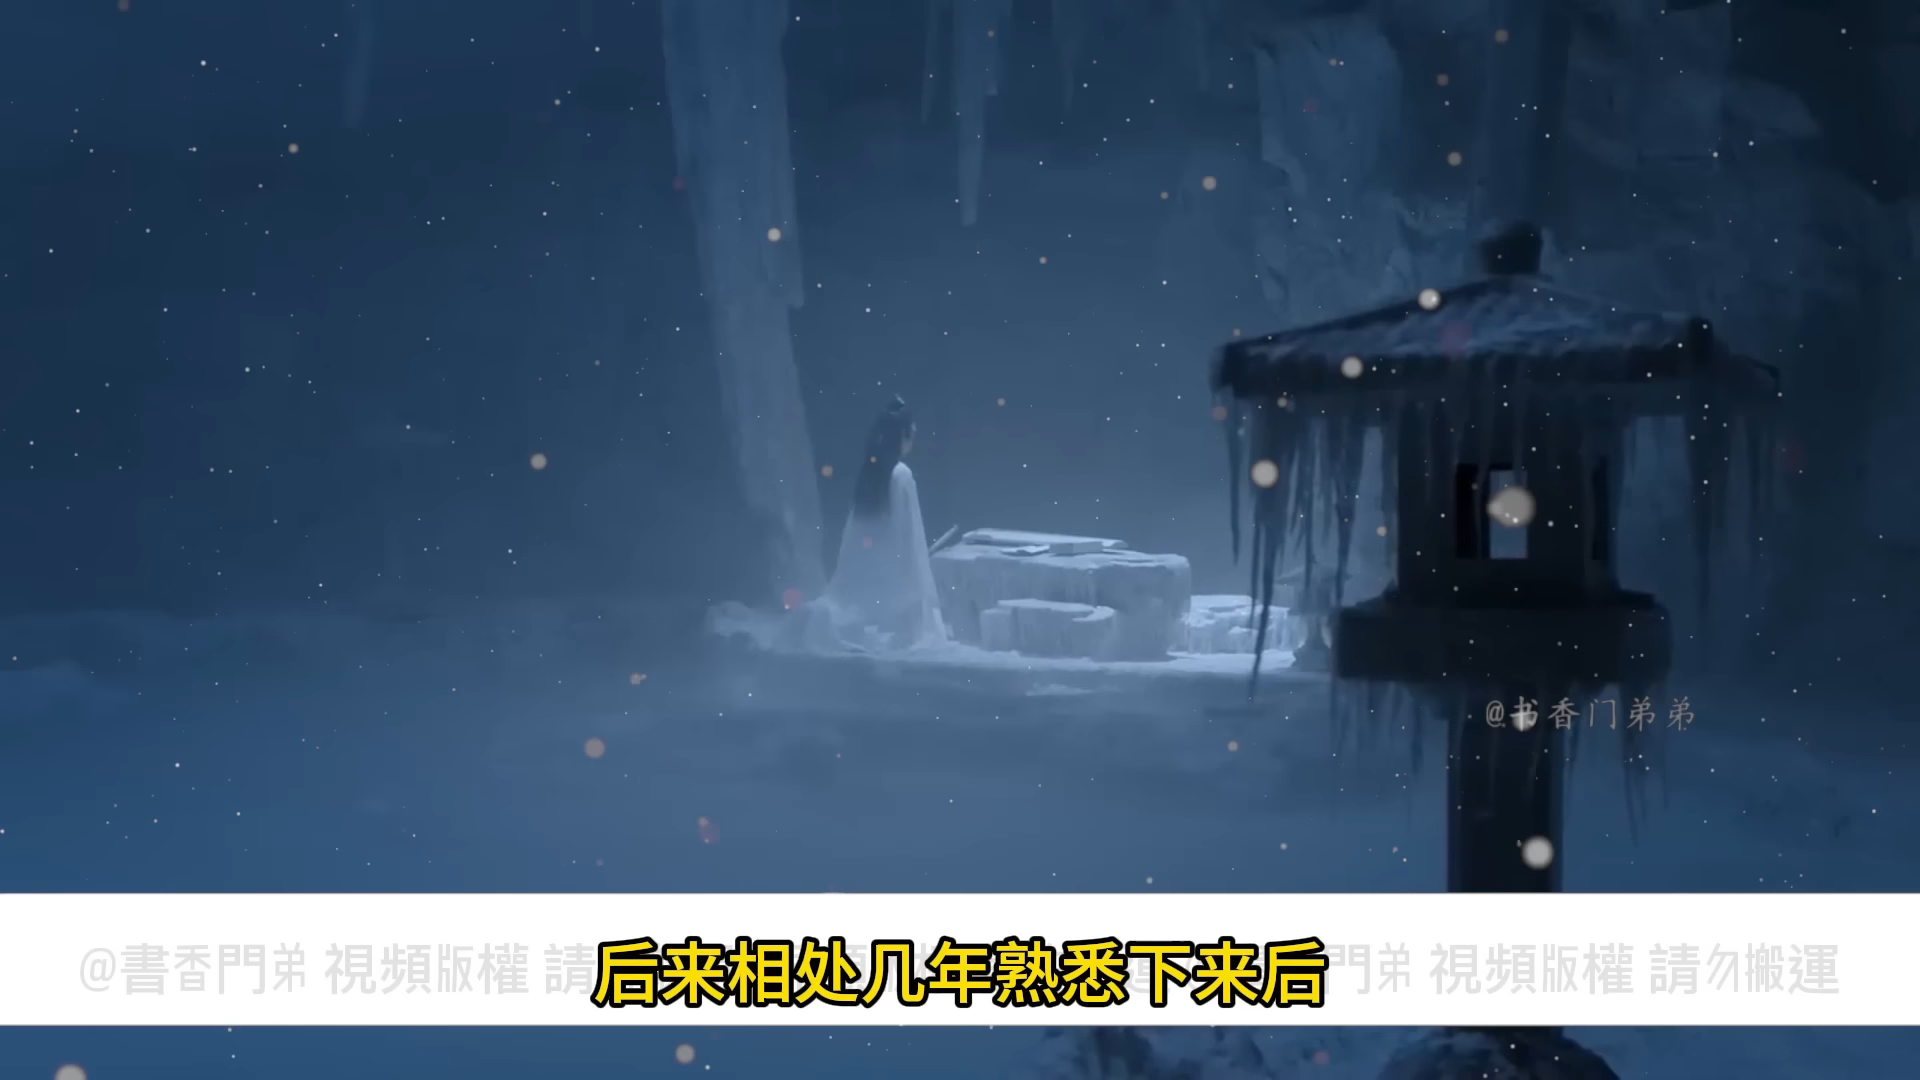 @书香门弟弟
@書香門弟 視頻版權 請
后来相处几年熟悉下来后
門弟 視頻版權 請勿搬運